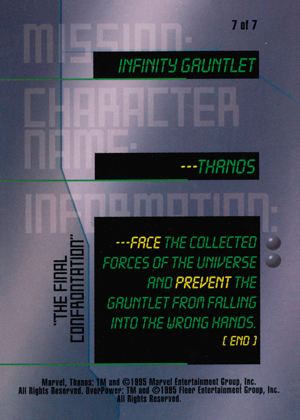 7 of 7
MISSION:
INFINITY GAUNTLET
CHARACTER
NAME:
---THANOS
INFORMATION:
"THE FINAL
CONFRONTATION"
---FACE THE COLLECTED
FORCES OF THE UNIVERSE
AND PREVENT THE
GAUNTLET FROM FALLING
INTO THE WRONG HANDS.
[ END ]
Marvel, Thanos: TM and ©1995 Marvel Entertainment Group, Inc.
All Rights Reserved. OverPower: TM and ©1995 Fleer Entertainment Group, Inc.
All Rights Reserved.